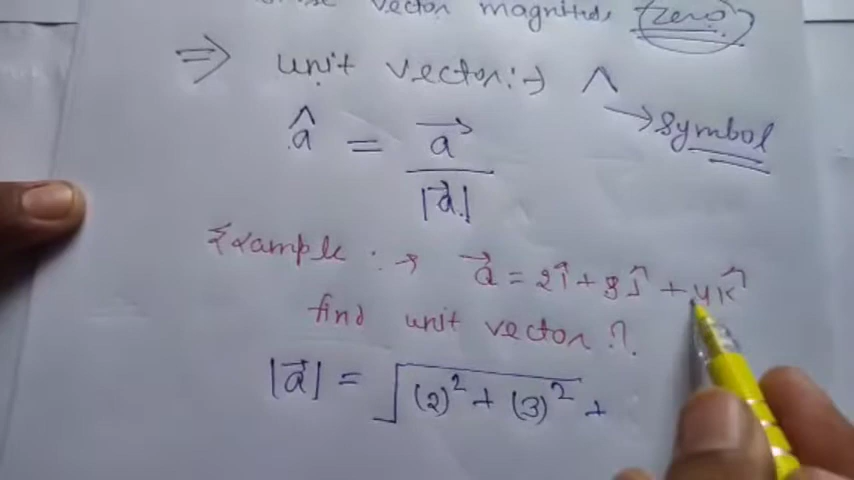 vector magnitude (zero)
⇒ unit vector :→ ^
→ symbol
â = a⃗ / |a⃗|
Example :→ a⃗ = 2î + 3ĵ + 4k̂
find unit vector ?
|a⃗| = √(2)² + (3)² +